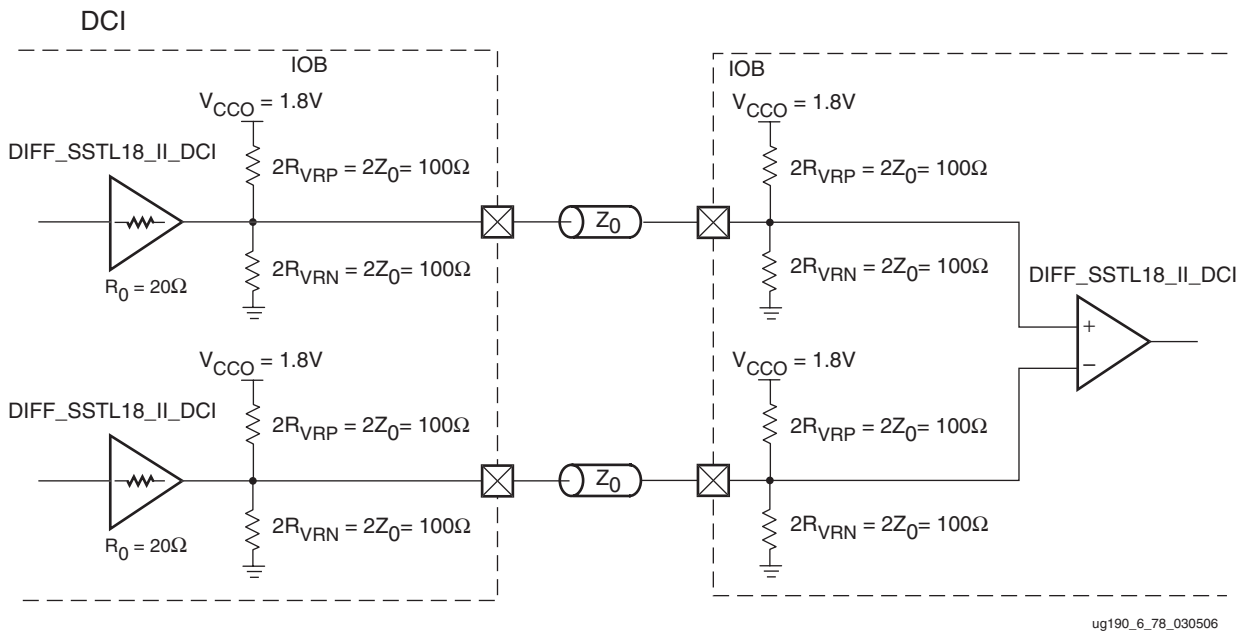 DCI
IOB
IOB
V_CCO = 1.8V
V_CCO = 1.8V
DIFF_SSTL18_II_DCI
2R_VRP = 2Z_0= 100Ω
2R_VRP = 2Z_0= 100Ω
Z_0
2R_VRN = 2Z_0= 100Ω
2R_VRN = 2Z_0= 100Ω
DIFF_SSTL18_II_DCI
R_0 = 20Ω
+
−
V_CCO = 1.8V
V_CCO = 1.8V
DIFF_SSTL18_II_DCI
2R_VRP = 2Z_0= 100Ω
2R_VRP = 2Z_0= 100Ω
Z_0
2R_VRN = 2Z_0= 100Ω
2R_VRN = 2Z_0= 100Ω
R_0 = 20Ω
ug190_6_78_030506